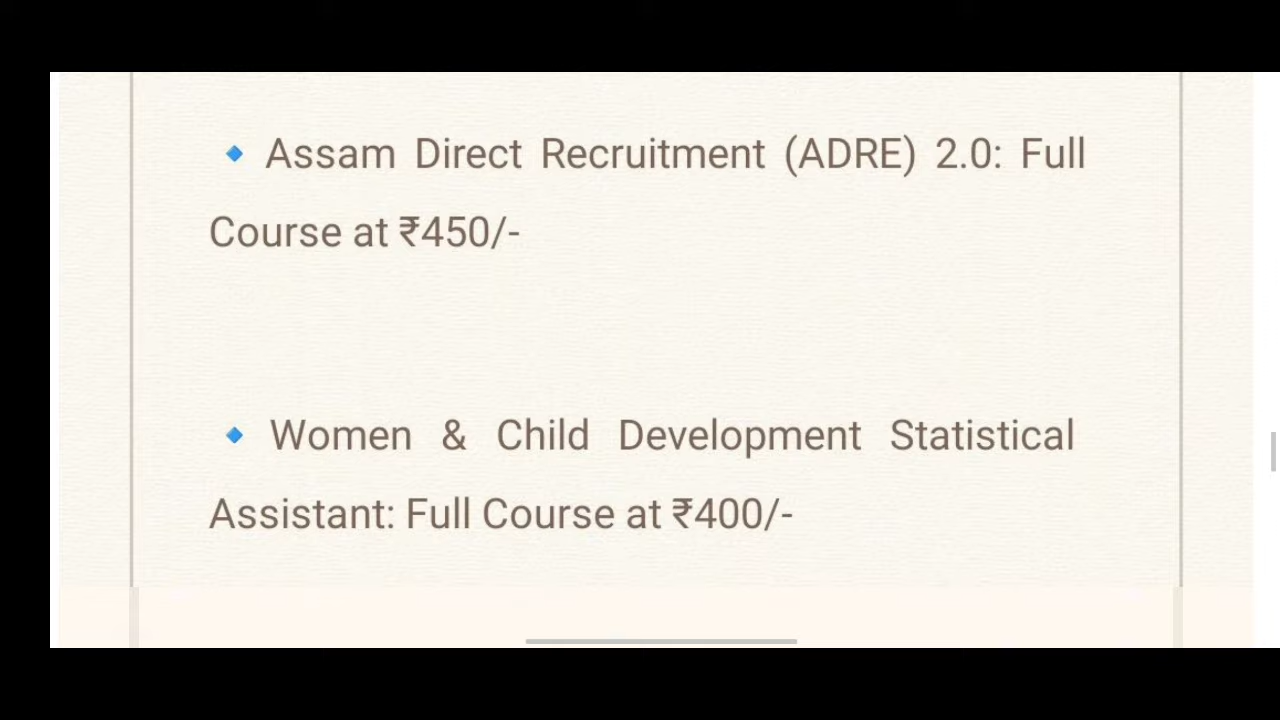 🔹 Assam Direct Recruitment (ADRE) 2.0: Full
Course at ₹450/-
🔹 Women & Child Development Statistical
Assistant: Full Course at ₹400/-